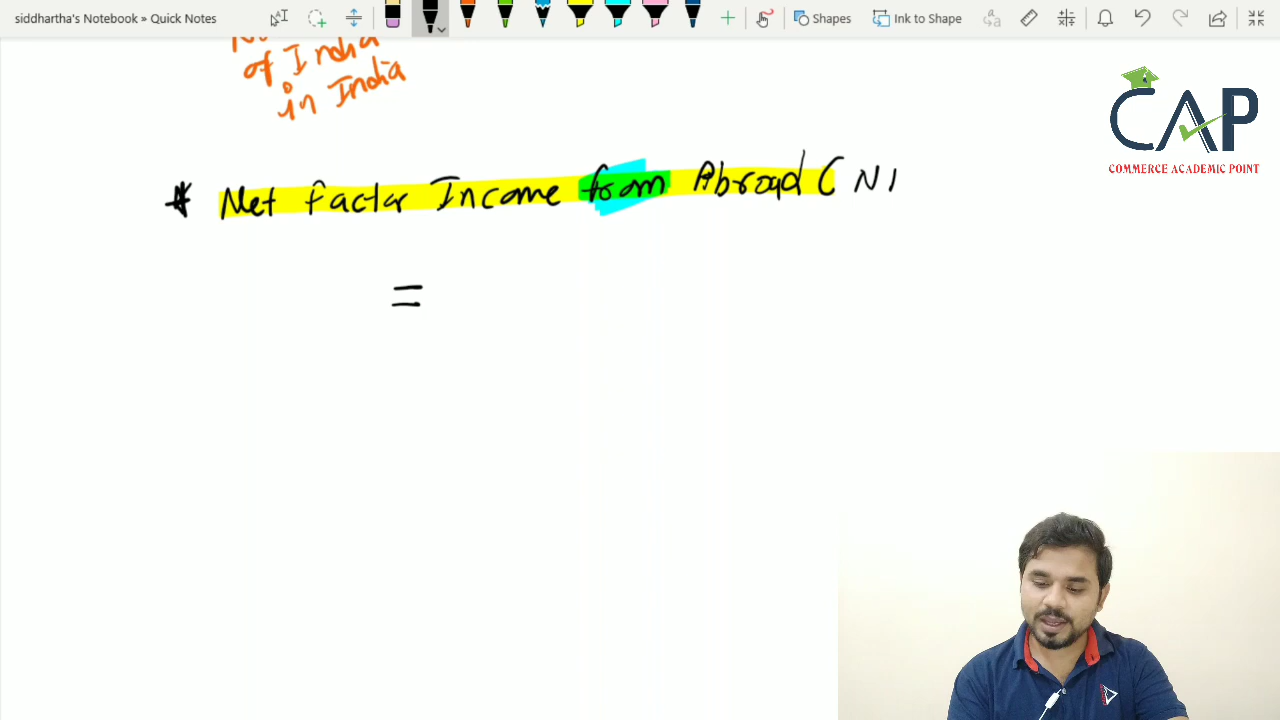 siddhartha's Notebook » Quick Notes
Shapes
Ink to Shape
of India
in India
CAP
COMMERCE ACADEMIC POINT
* Net factor Income from Abroad ( NI
=